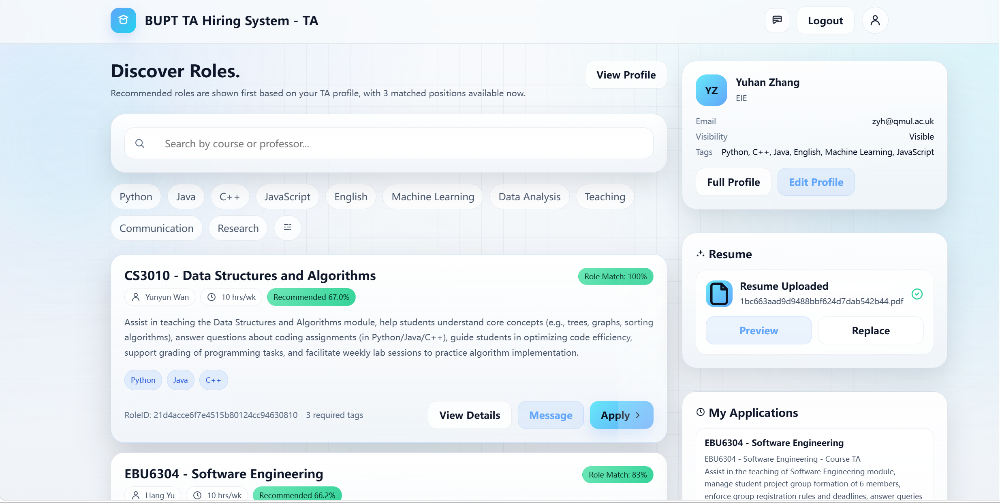 BUPT TA Hiring System - TA
Logout
Discover Roles.
View Profile
Recommended roles are shown first based on your TA profile, with 3 matched positions available now.
Search by course or professor...
Python
Java
C++
JavaScript
English
Machine Learning
Data Analysis
Teaching
Communication
Research
CS3010 - Data Structures and Algorithms
Role Match: 100%
Yunyun Wan
10 hrs/wk
Recommended 67.0%
Assist in teaching the Data Structures and Algorithms module, help students understand core concepts (e.g., trees, graphs, sorting
algorithms), answer questions about coding assignments (in Python/Java/C++), guide students in optimizing code efficiency,
support grading of programming tasks, and facilitate weekly lab sessions to practice algorithm implementation.
Python
Java
C++
RoleID: 21d4acce6f7e4515b80124cc94630810
3 required tags
View Details
Message
Apply
EBU6304 - Software Engineering
Role Match: 83%
Hang Yu
10 hrs/wk
Recommended 66.2%
YZ
Yuhan Zhang
EIE
Email
zyh@qmul.ac.uk
Visibility
Visible
Tags
Python, C++, Java, English, Machine Learning, JavaScript
Full Profile
Edit Profile
Resume
Resume Uploaded
1bc663aad9d9488bbf624d7dab542b44.pdf
Preview
Replace
My Applications
EBU6304 - Software Engineering
EBU6304 - Software Engineering - Course TA
Assist in the teaching of Software Engineering module,
manage student project group formation of 6 members,
enforce group registration rules and deadlines, answer queries